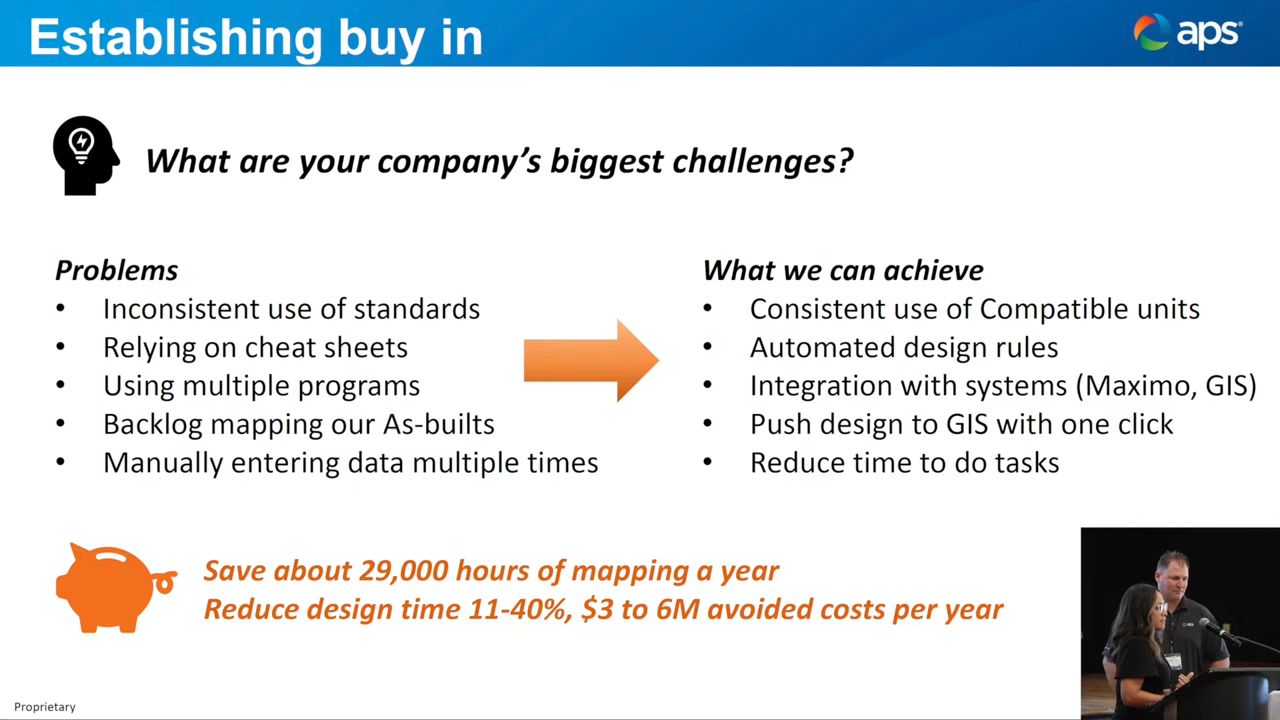 Establishing buy in
aps
What are your company's biggest challenges?
Problems
• Inconsistent use of standards
• Relying on cheat sheets
• Using multiple programs
• Backlog mapping our As-builts
• Manually entering data multiple times
What we can achieve
• Consistent use of Compatible units
• Automated design rules
• Integration with systems (Maximo, GIS)
• Push design to GIS with one click
• Reduce time to do tasks
Save about 29,000 hours of mapping a year
Reduce design time 11-40%, $3 to 6M avoided costs per year
Proprietary